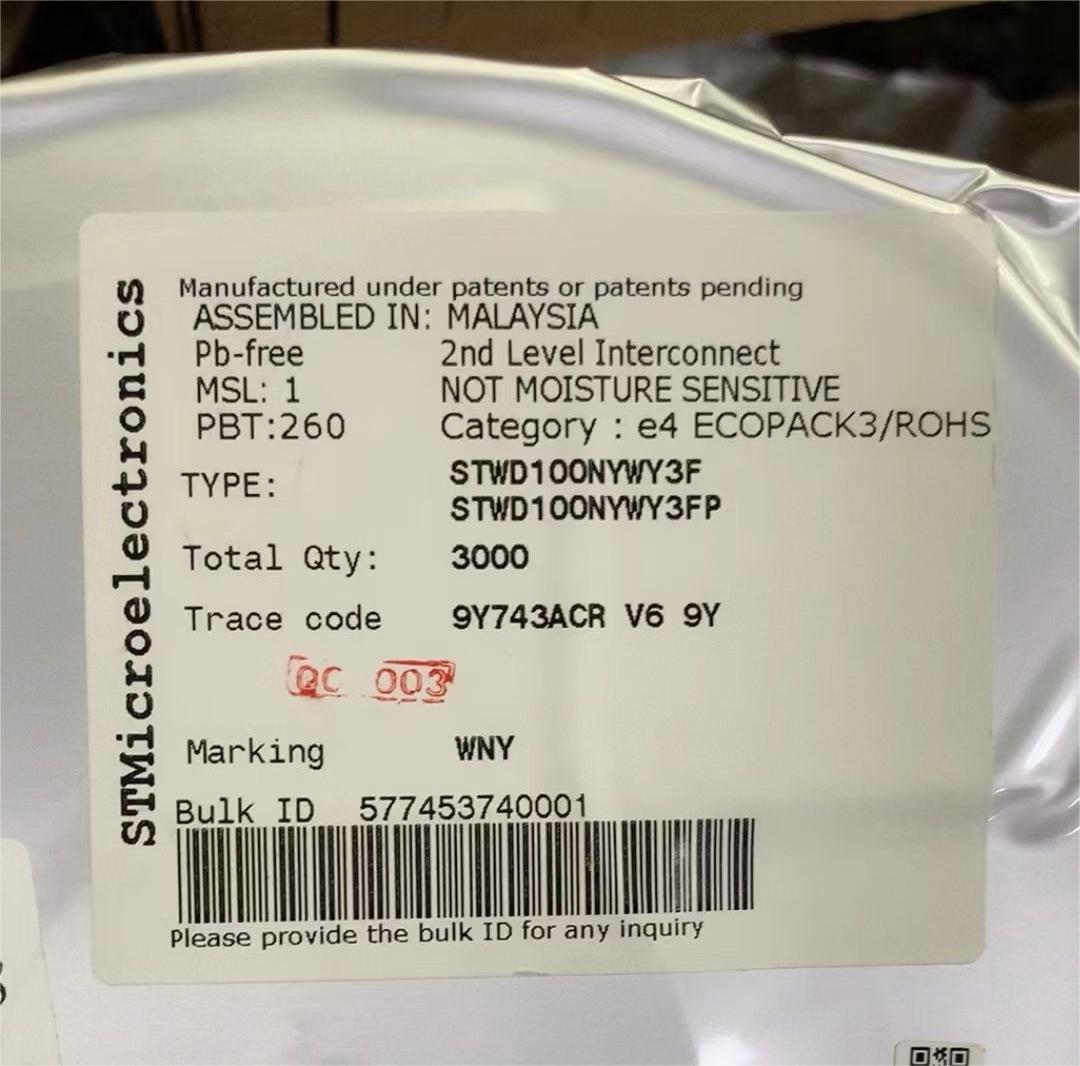 STMicroelectronics
Manufactured under patents or patents pending
ASSEMBLED IN: MALAYSIA
Pb-free 2nd Level Interconnect
MSL: 1 NOT MOISTURE SENSITIVE
PBT:260 Category : e4 ECOPACK3/ROHS
TYPE: STWD100NYWY3F
STWD100NYWY3FP
Total Qty: 3000
Trace code 9Y743ACR V6 9Y
QC 003
Marking WNY
Bulk ID 577453740001
Please provide the bulk ID for any inquiry